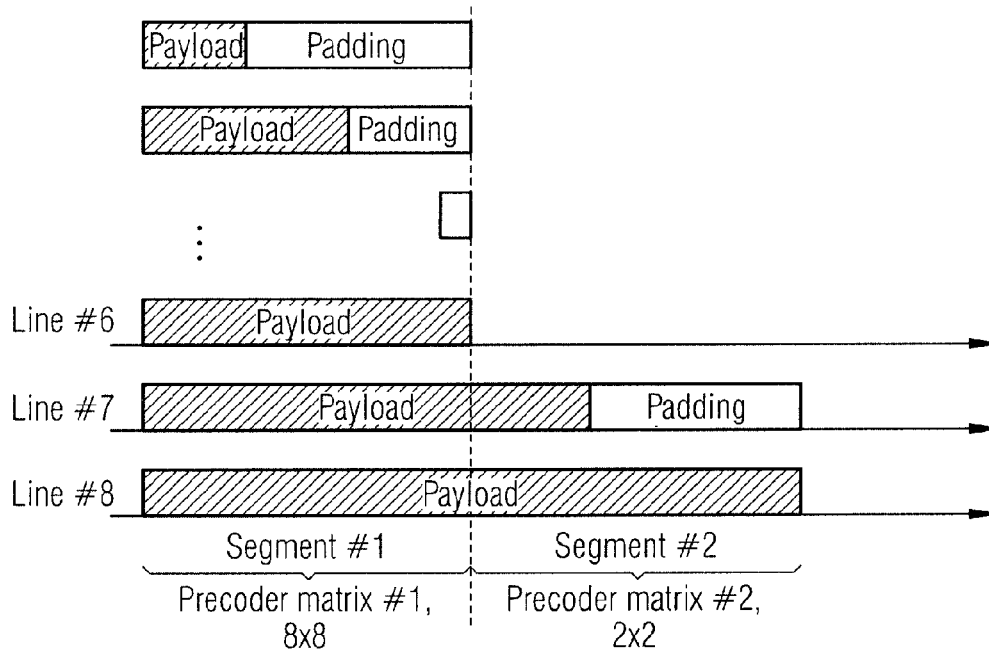 Payload Padding
Payload Padding
Line #6 Payload
Line #7 Payload Padding
Line #8 Payload
Segment #1 Segment #2
Precoder matrix #1, Precoder matrix #2,
8x8 2x2